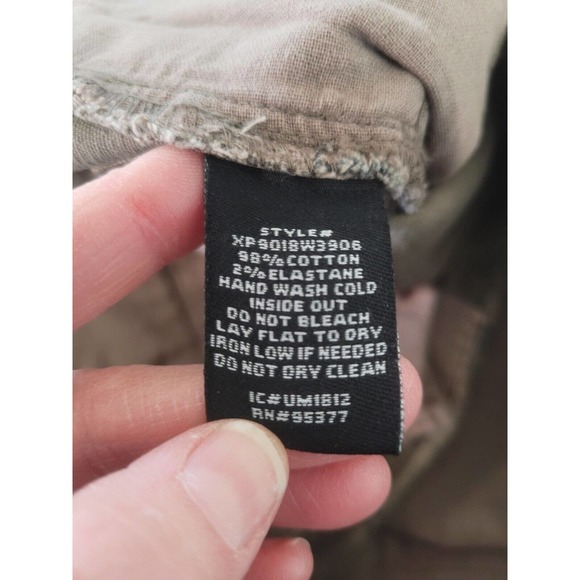 STYLE#
XP9018W3906
98%COTTON
2%ELASTANE
HAND WASH COLD
INSIDE OUT
DO NOT BLEACH
LAY FLAT TO DRY
IRON LOW IF NEEDED
DO NOT DRY CLEAN
IC#UM1812
RN#95377